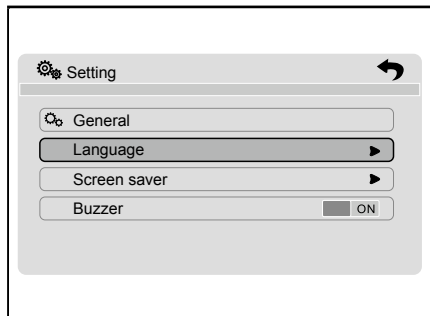 Setting
General
Language
Screen saver
Buzzer ON